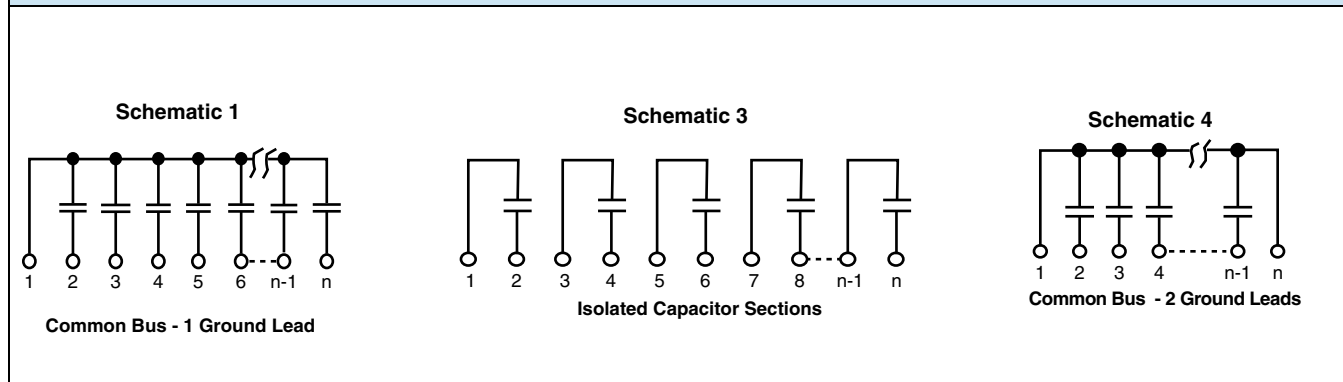 Schematic 1
1 2 3 4 5 6 n-1 n
Common Bus - 1 Ground Lead
Schematic 3
1 2 3 4 5 6 7 8 n-1 n
Isolated Capacitor Sections
Schematic 4
1 2 3 4 n-1 n
Common Bus - 2 Ground Leads